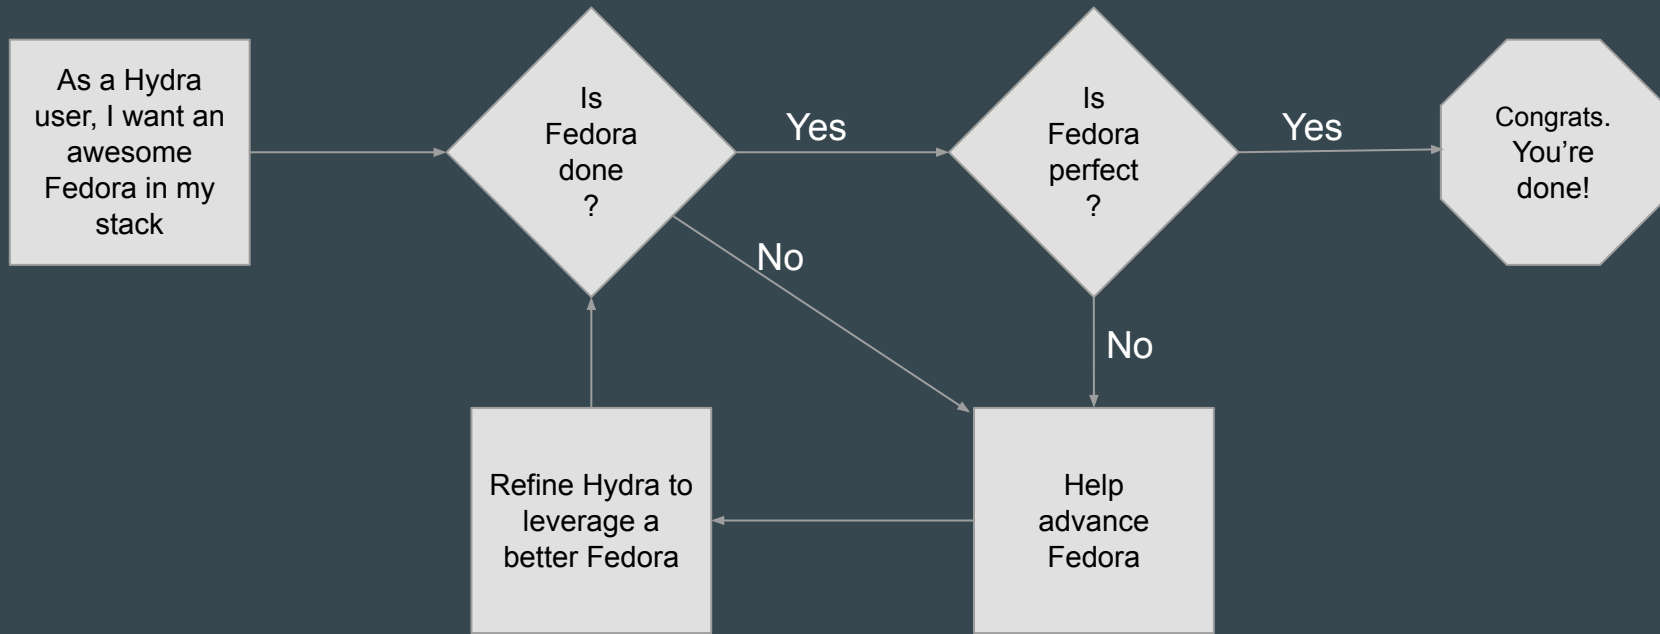 As a Hydra
user, I want an
awesome
Fedora in my
stack
Is
Fedora
done
?
Yes
Is
Fedora
perfect
?
Yes
Congrats.
You’re
done!
No
No
Refine Hydra to
leverage a
better Fedora
Help
advance
Fedora